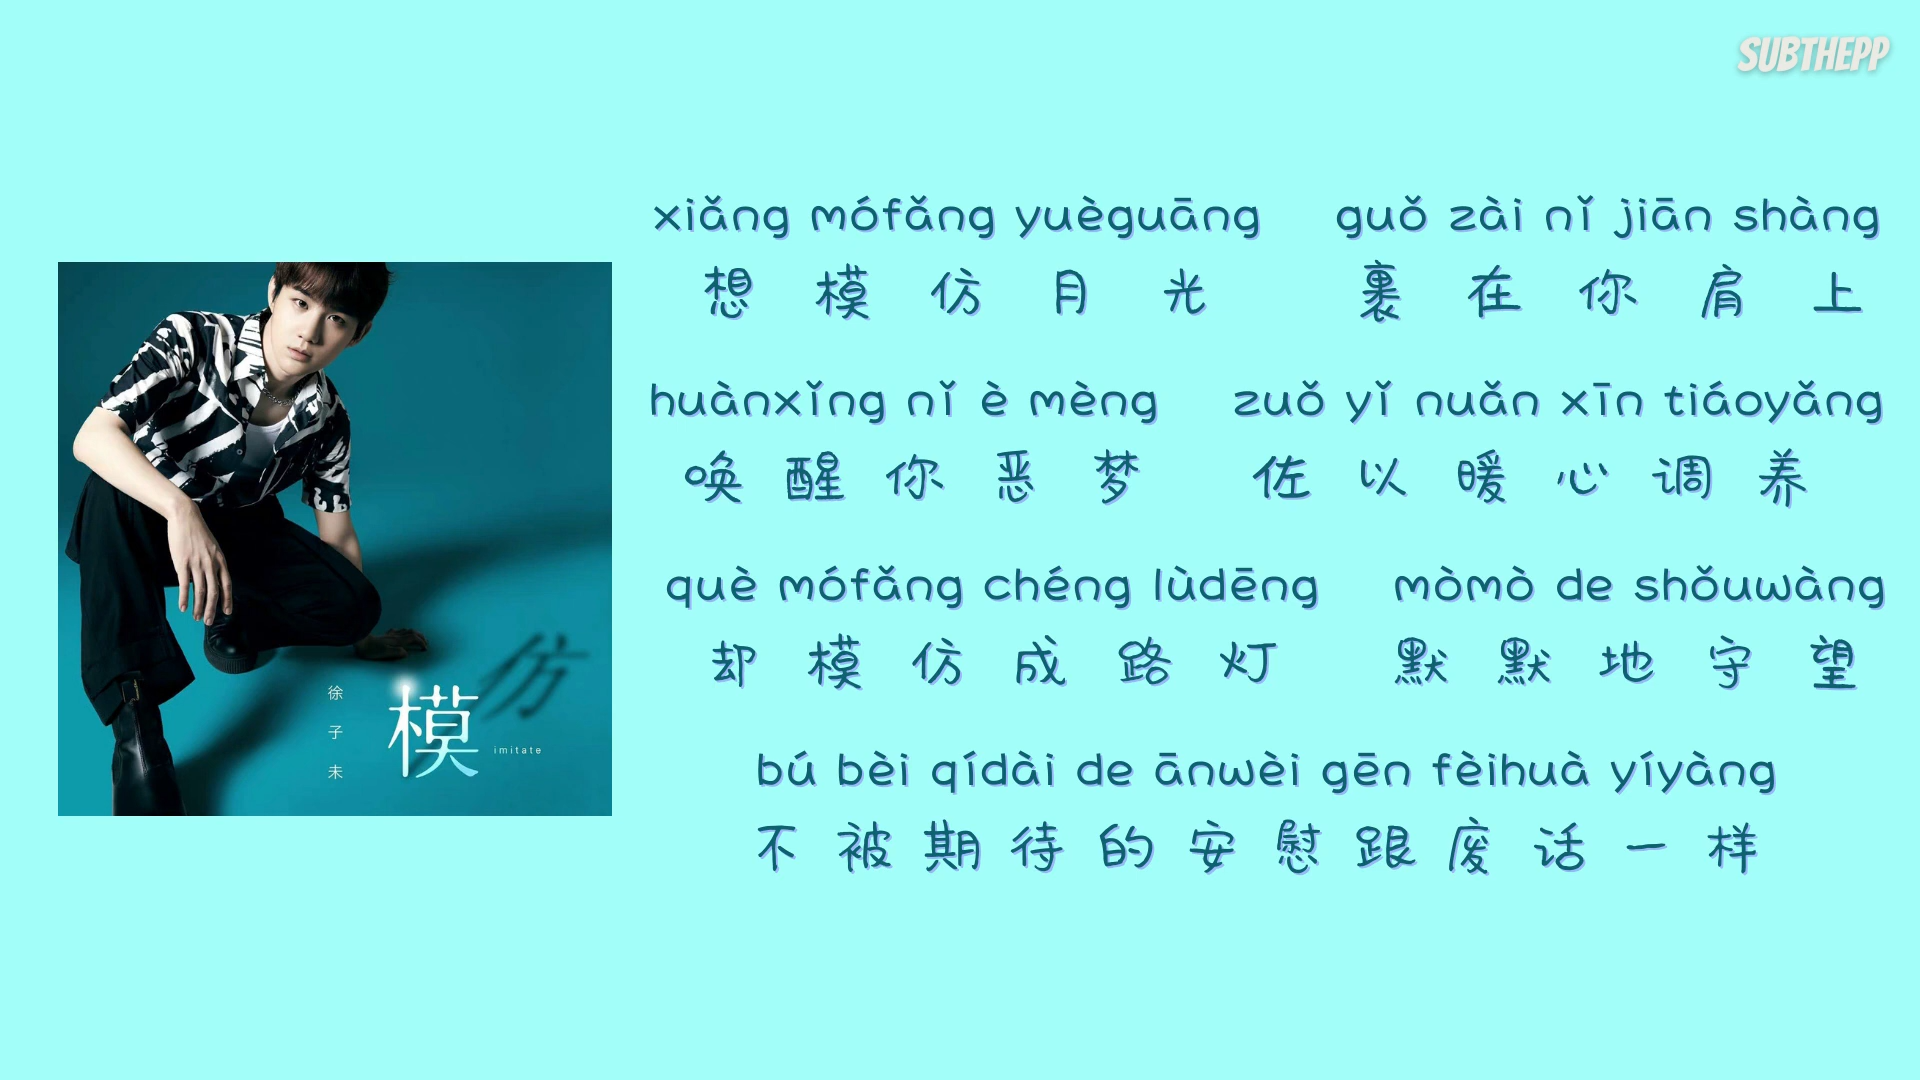 SUBTHEPP
xiǎng mófǎng yuèguāng guǒ zài nǐ jiān shàng
想模仿月光 裹在你肩上
huànxǐng nǐ è mèng zuǒ yǐ nuǎn xīn tiáoyǎng
唤醒你恶梦 佐以暖心调养
què mófǎng chéng lùdēng mòmò de shǒuwàng
却模仿成路灯 默默地守望
bú bèi qídài de ānwèi gēn fèihuà yíyàng
不被期待的安慰跟废话一样
徐子未
模仿
imitate